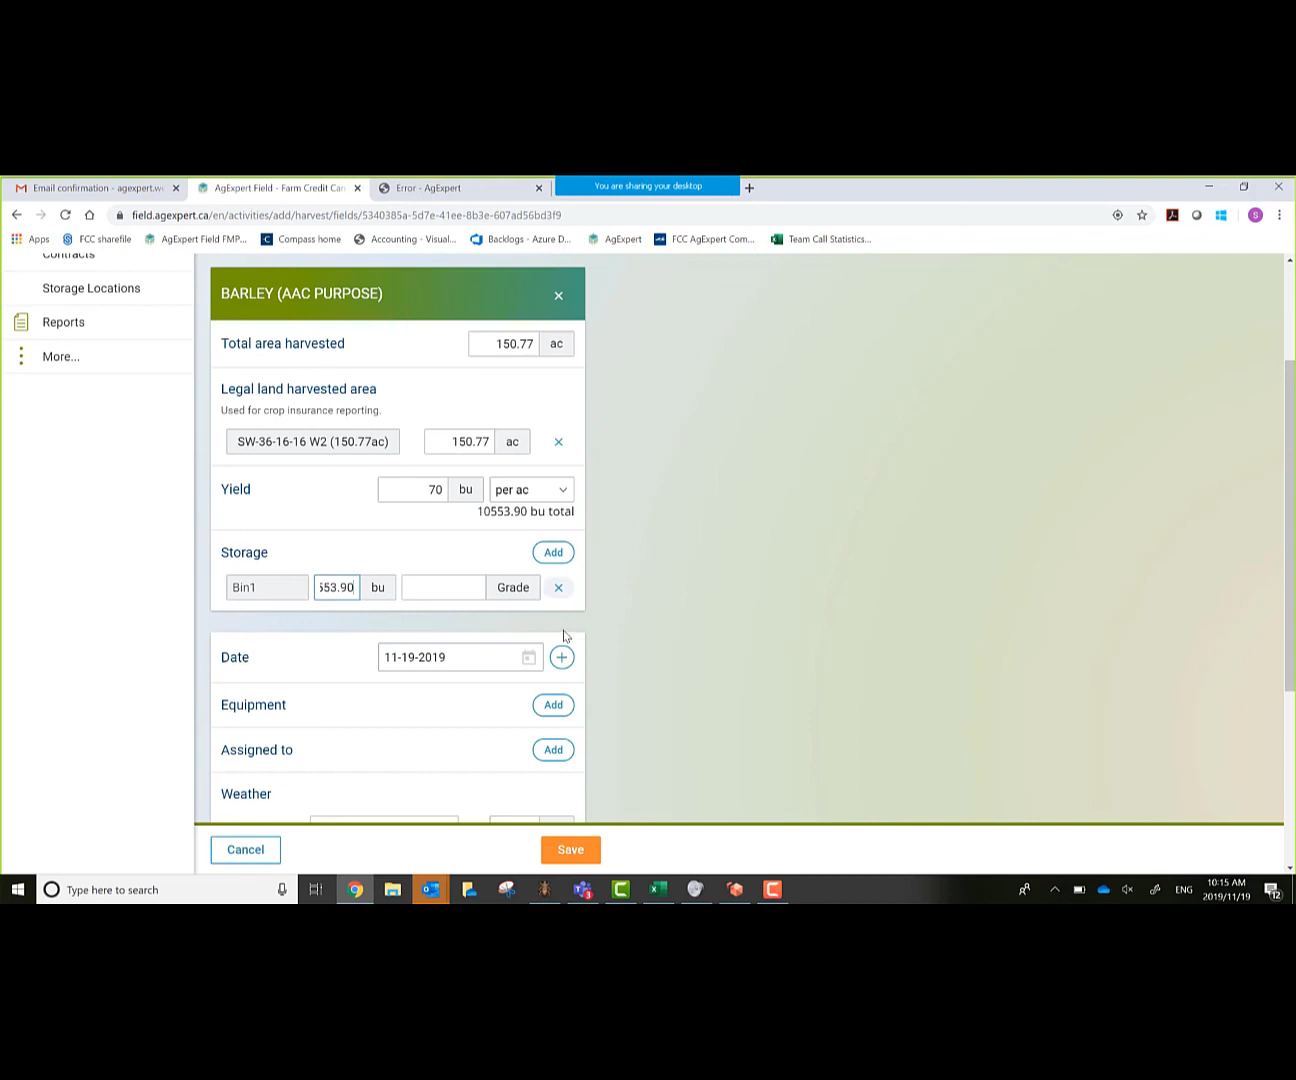 Email confirmation - agexpert.w
AgExpert Field - Farm Credit Can
Error - AgExpert
You are sharing your desktop
field.agexpert.ca/en/activities/add/harvest/fields/5340385a-5d7e-41ee-8b3e-607ad56bd3f9
Apps
FCC sharefile
AgExpert Field FMP...
Compass home
Accounting - Visual...
Backlogs - Azure D...
AgExpert
FCC AgExpert Com...
Team Call Statistics...
Contracts
Storage Locations
Reports
More...
BARLEY (AAC PURPOSE)
Total area harvested
150.77 ac
Legal land harvested area
Used for crop insurance reporting.
SW-36-16-16 W2 (150.77ac)
150.77 ac
Yield
70 bu per ac
10553.90 bu total
Storage
Add
Bin1
553.90 bu
Grade
Date
11-19-2019
Equipment
Add
Assigned to
Add
Weather
Cancel
Save
Type here to search
ENG
10:15 AM
2019/11/19
12